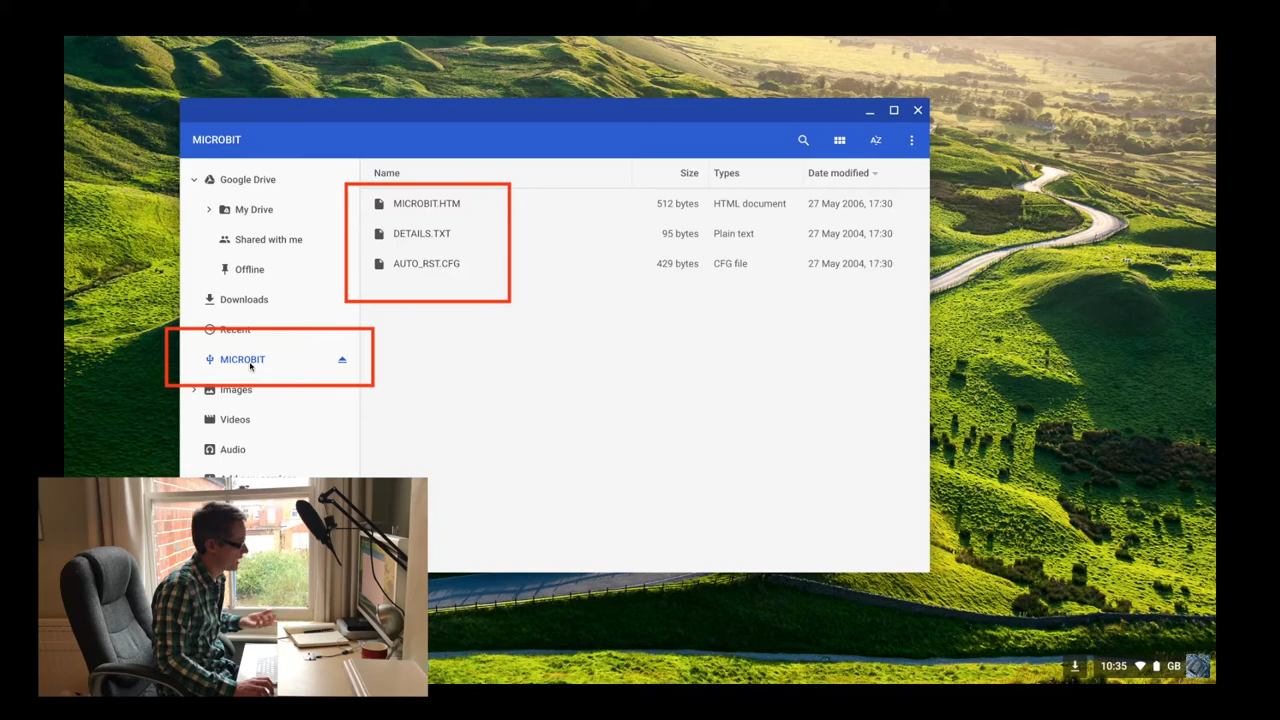 MICROBIT
Google Drive
My Drive
Shared with me
Offline
Downloads
Recent
MICROBIT
Images
Videos
Audio
Name Size Types Date modified
MICROBIT.HTM 512 bytes HTML document 27 May 2006, 17:30
DETAILS.TXT 95 bytes Plain text 27 May 2004, 17:30
AUTO_RST.CFG 429 bytes CFG file 27 May 2004, 17:30
10:35 GB